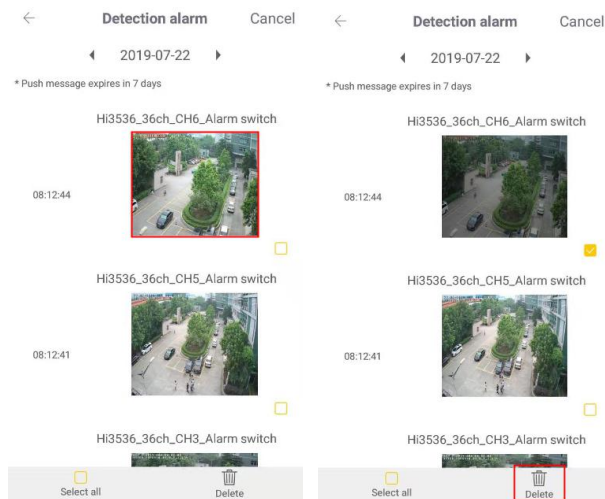 Detection alarm Cancel
2019-07-22
* Push message expires in 7 days
Hi3536_36ch_CH6_Alarm switch
08:12:44
Hi3536_36ch_CH5_Alarm switch
08:12:41
Hi3536_36ch_CH3_Alarm switch
Select all Delete
Detection alarm Cancel
2019-07-22
* Push message expires in 7 days
Hi3536_36ch_CH6_Alarm switch
08:12:44
Hi3536_36ch_CH5_Alarm switch
08:12:41
Hi3536_36ch_CH3_Alarm switch
Select all Delete